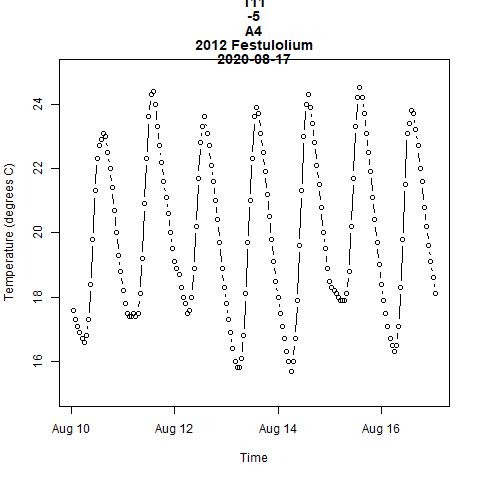 T11
-5
A4
2012 Festulolium
2020-08-17
24
22
20
18
16
Temperature (degrees C)
Aug 10 Aug 12 Aug 14 Aug 16
Time